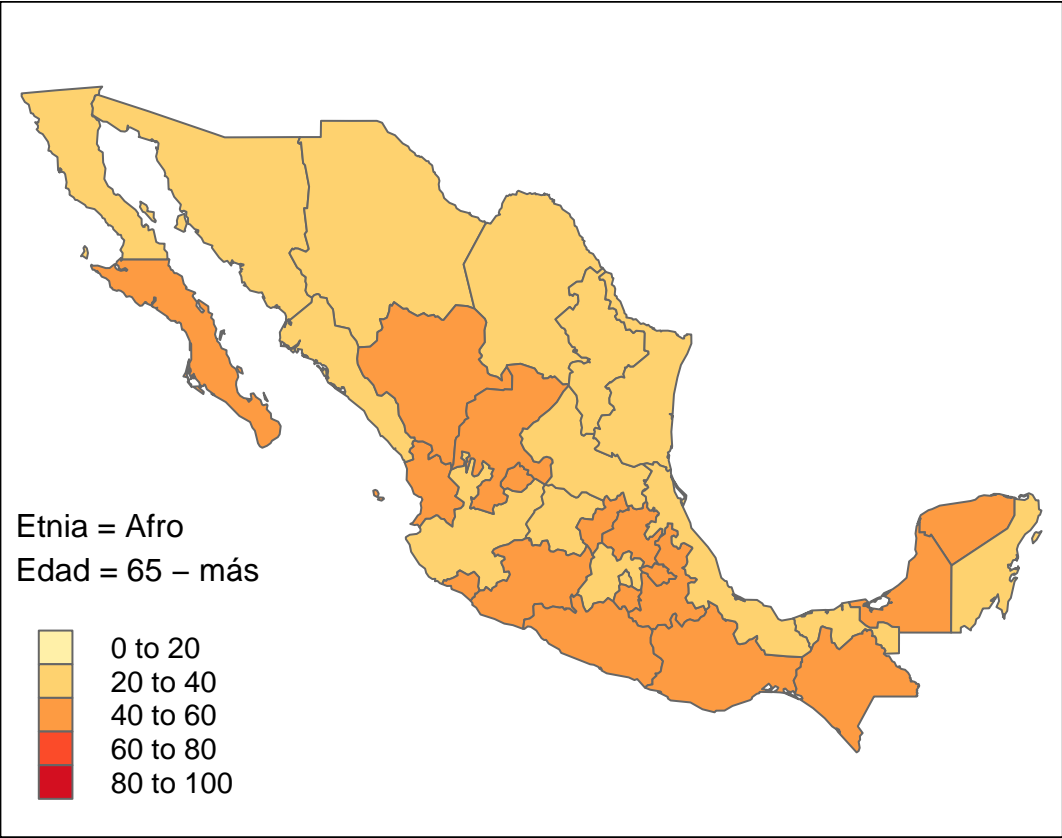 Etnia = Afro
Edad = 65 − más
0 to 20
20 to 40
40 to 60
60 to 80
80 to 100